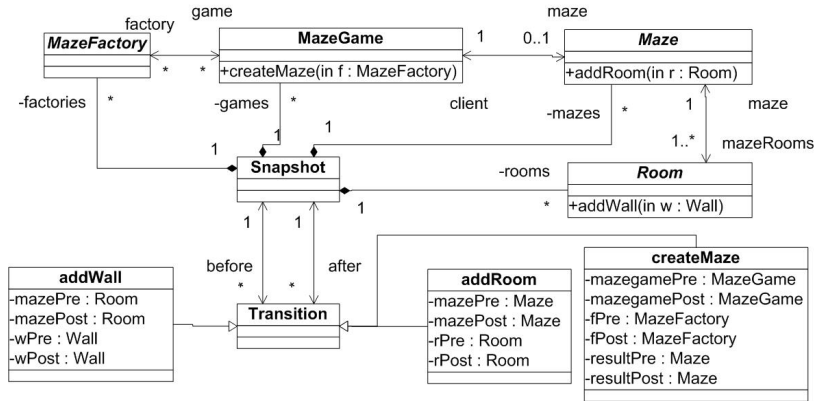 game
maze
factory
MazeFactory
MazeGame
+createMaze(in f : MazeFactory)
1
0..1
Maze
+addRoom(in r : Room)
* *
-factories *
-games *
client
-mazes *
1
maze
1..*
mazeRooms
1
1
1
Snapshot
-rooms
1
*
Room
+addWall(in w : Wall)
1
1
before
after
*
*
Transition
addWall
-mazePre : Room
-mazePost : Room
-wPre : Wall
-wPost : Wall
addRoom
-mazePre : Maze
-mazePost : Maze
-rPre : Room
-rPost : Room
createMaze
-mazegamePre : MazeGame
-mazegamePost : MazeGame
-fPre : MazeFactory
-fPost : MazeFactory
-resultPre : Maze
-resultPost : Maze